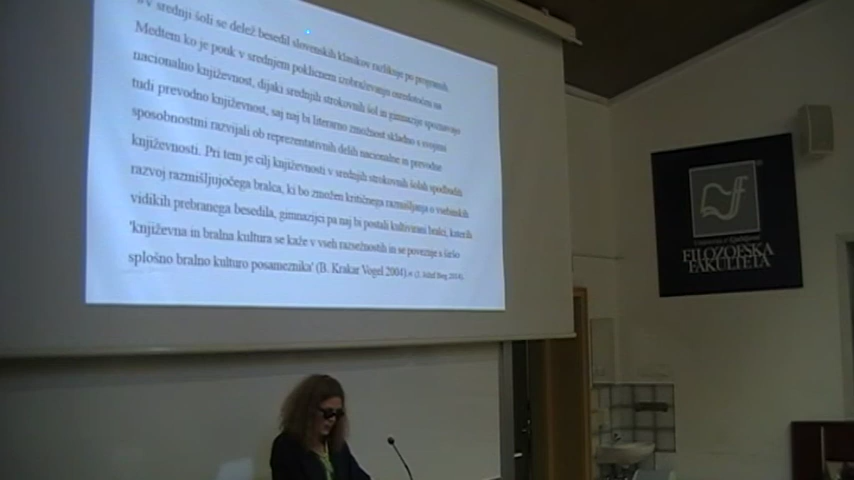 »V srednji šoli se delež besedil slovenskih klasikov razlikuje po programih.
Medtem ko je pouk v srednjem poklicnem izobraževanju osredotočen na
nacionalno književnost, dijaki srednjih strokovnih šol in gimnazije spoznavajo
tudi prevodno književnost, saj naj bi literarno zmožnost skladno s svojimi
sposobnostmi razvijali ob reprezentativnih delih nacionalne in prevodne
književnosti. Pri tem je cilj književnosti v srednjih strokovnih šolah spodbuditi
razvoj razmišljujočega bralca, ki bo zmožen kritičnega razmišljanja o vsebinskih
vidikih prebranega besedila, gimnazijci pa naj bi postali kultivirani bralci, katerih
'književna in bralna kultura se kaže v vseh razsežnostih in se povezuje s širšo
splošno bralno kulturo posameznika' (B. Krakar Vogel 2004).« (J. Berg, 2014).
Univerza v Ljubljani
FILOZOFSKA
FAKULTETA